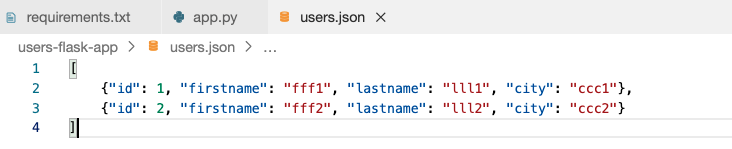 requirements.txt app.py users.json ×
users-flask-app > users.json > ...
1 [
2 {"id": 1, "firstname": "fff1", "lastname": "lll1", "city": "ccc1"},
3 {"id": 2, "firstname": "fff2", "lastname": "lll2", "city": "ccc2"}
4 ]